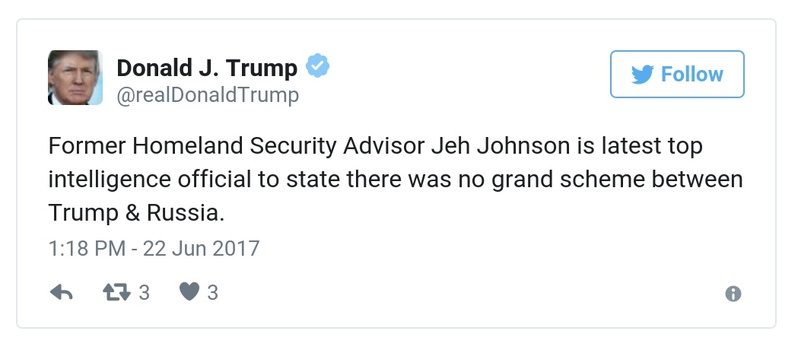 Donald J. Trump
@realDonaldTrump
Follow
Former Homeland Security Advisor Jeh Johnson is latest top
intelligence official to state there was no grand scheme between
Trump & Russia.
1:18 PM - 22 Jun 2017
3 3